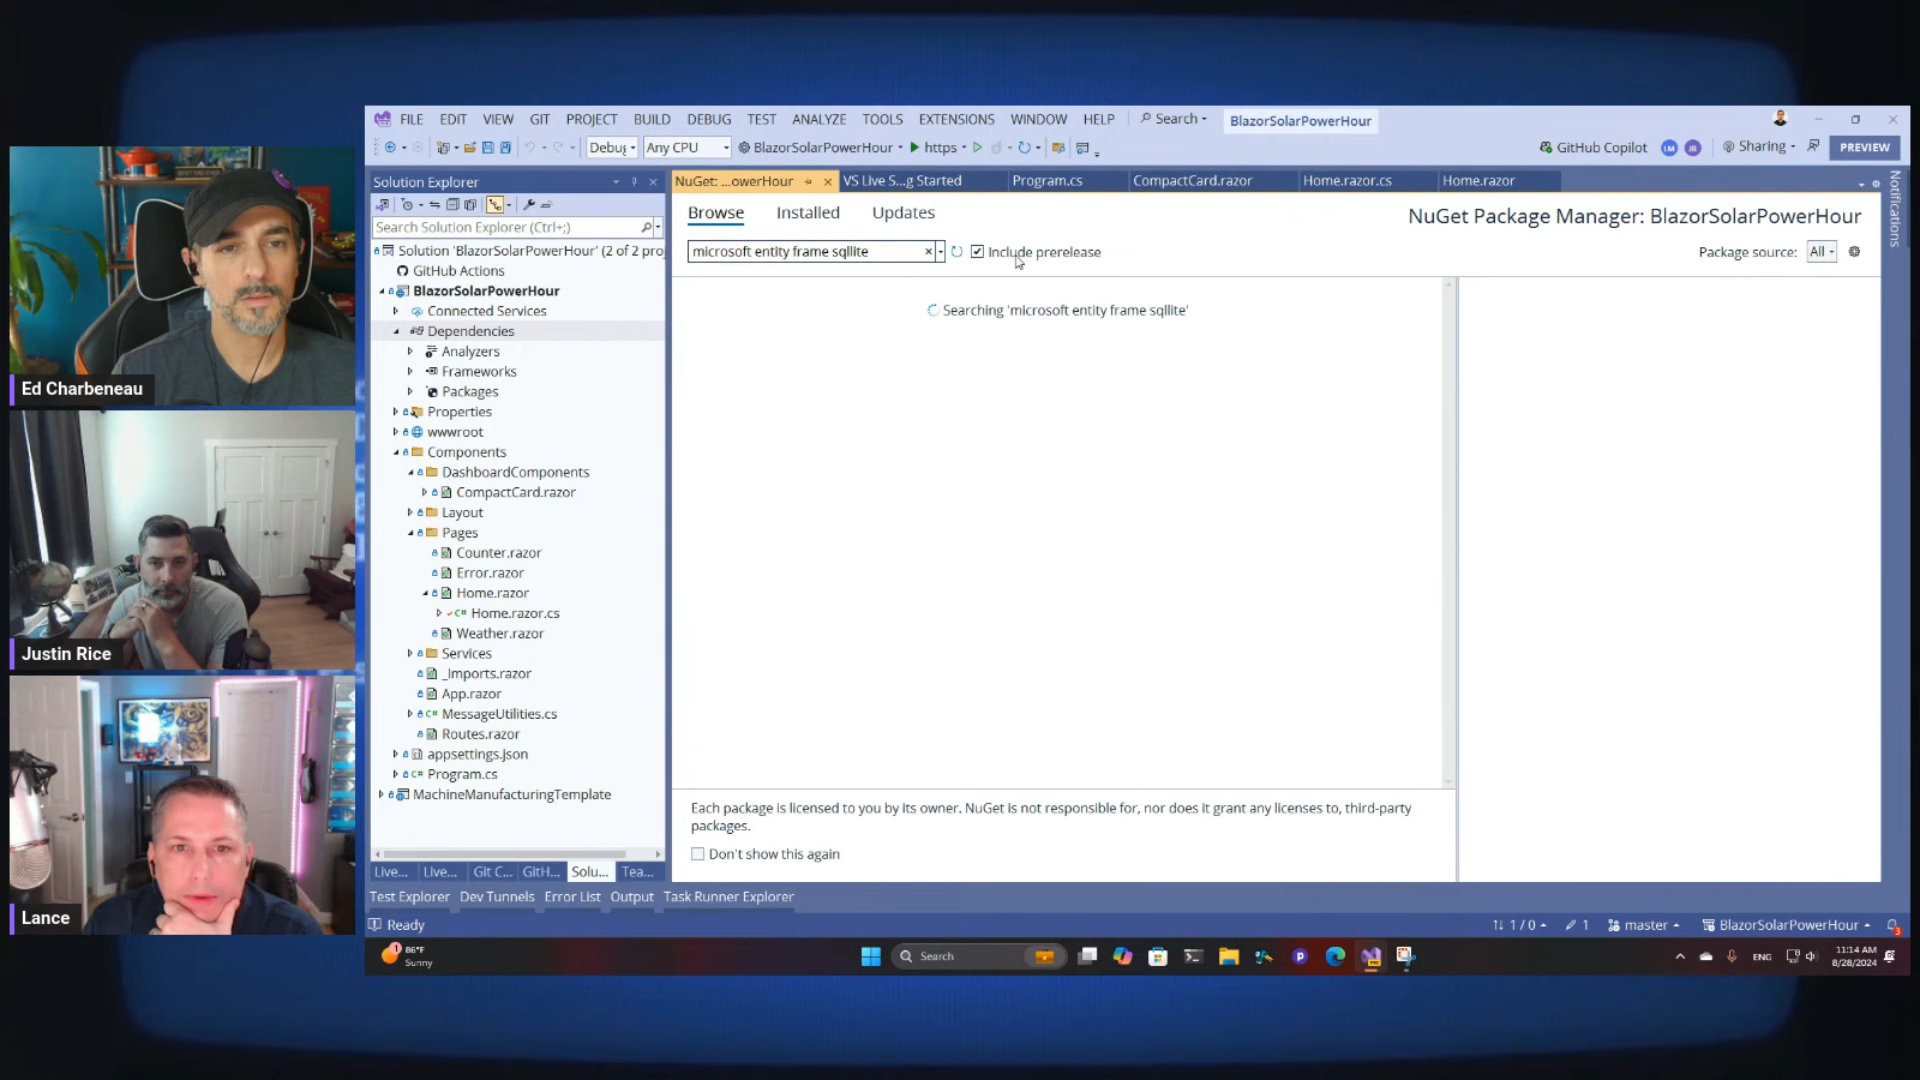 Ed Charbeneau
Justin Rice
Lance
FILE EDIT VIEW GIT PROJECT BUILD DEBUG TEST ANALYZE TOOLS EXTENSIONS WINDOW HELP Search BlazorSolarPowerHour
Debug Any CPU BlazorSolarPowerHour https GitHub Copilot Sharing PREVIEW
Solution Explorer
Search Solution Explorer (Ctrl+;)
Solution 'BlazorSolarPowerHour' (2 of 2 proj
GitHub Actions
BlazorSolarPowerHour
Connected Services
Dependencies
Analyzers
Frameworks
Packages
Properties
wwwroot
Components
DashboardComponents
CompactCard.razor
Layout
Pages
Counter.razor
Error.razor
Home.razor
C# Home.razor.cs
Weather.razor
Services
_Imports.razor
App.razor
C# MessageUtilities.cs
Routes.razor
appsettings.json
C# Program.cs
MachineManufacturingTemplate
Live... Live... Git C... GitH... Solu... Tea...
NuGet: ...owerHour VS Live S...g Started Program.cs CompactCard.razor Home.razor.cs Home.razor
Browse Installed Updates
NuGet Package Manager: BlazorSolarPowerHour
microsoft entity frame sqllite
Include prerelease
Package source: All
Searching 'microsoft entity frame sqllite'
Each package is licensed to you by its owner. NuGet is not responsible for, nor does it grant any licenses to, third-party
packages.
Don't show this again
Notifications
Test Explorer Dev Tunnels Error List Output Task Runner Explorer
Ready
1 / 0 1 master BlazorSolarPowerHour
86°F
Sunny
Search
ENG
11:14 AM
8/28/2024